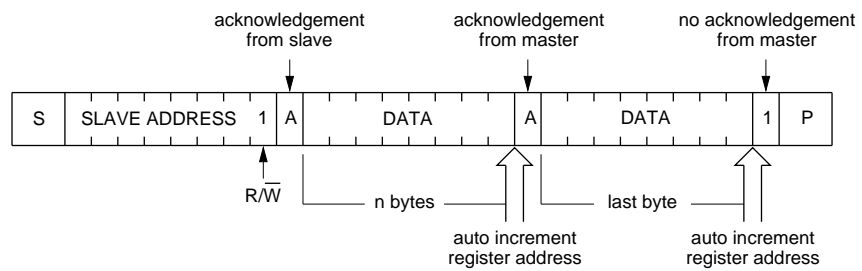 acknowledgement
from slave
acknowledgement
from master
no acknowledgement
from master
S SLAVE ADDRESS 1 A DATA A DATA 1 P
R/W̅
n bytes
last byte
auto increment
register address
auto increment
register address